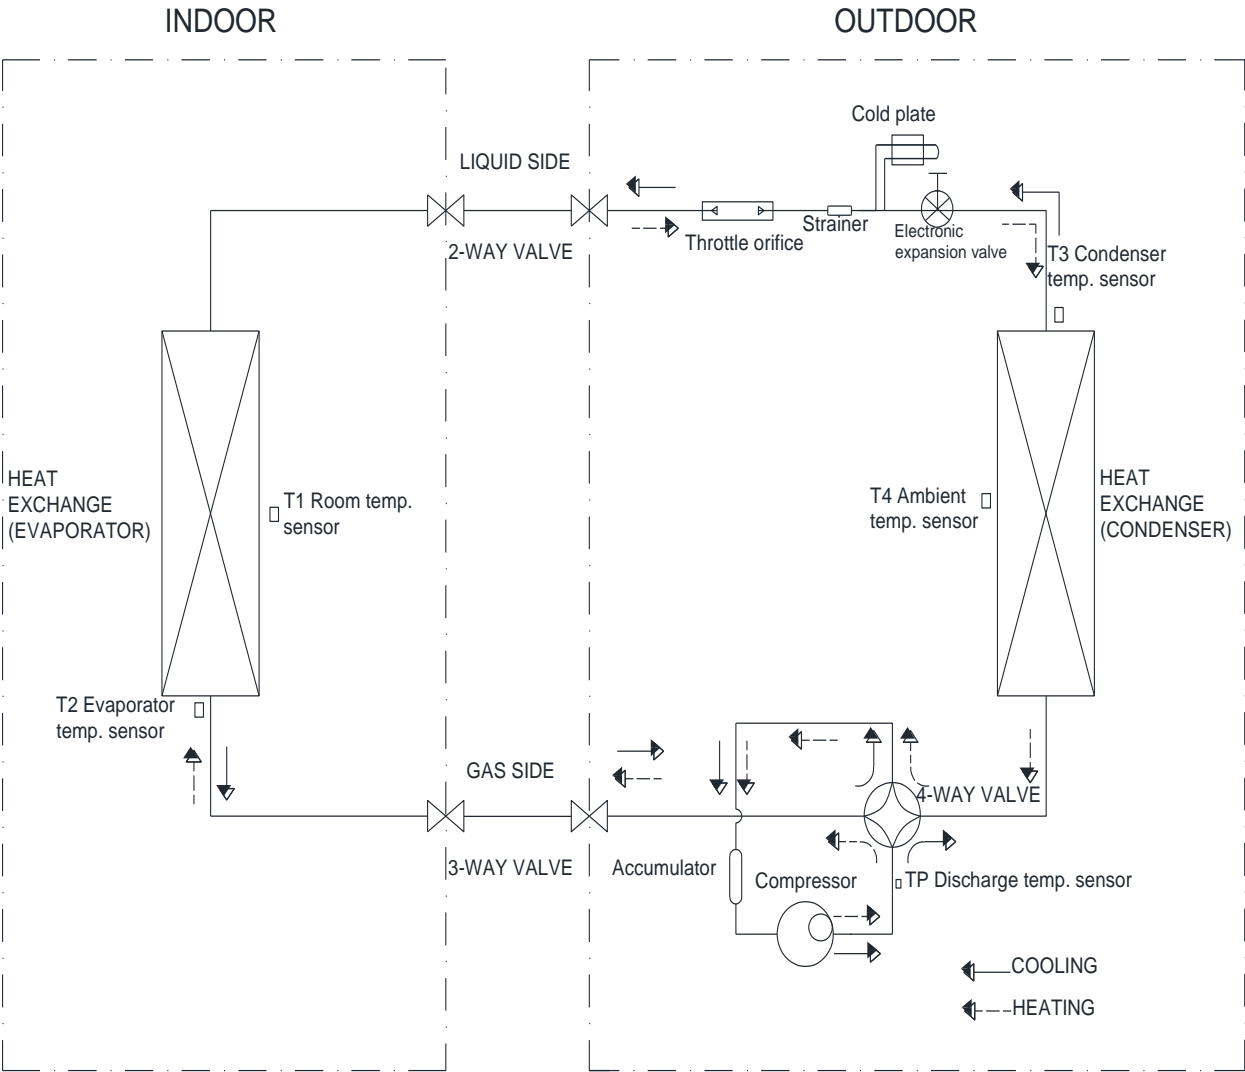 INDOOR
OUTDOOR
Cold plate
LIQUID SIDE
Strainer
Throttle orifice
Electronic
expansion valve
2-WAY VALVE
T3 Condenser
temp. sensor
HEAT
EXCHANGE
(EVAPORATOR)
T1 Room temp.
sensor
T4 Ambient
temp. sensor
HEAT
EXCHANGE
(CONDENSER)
T2 Evaporator
temp. sensor
GAS SIDE
4-WAY VALVE
3-WAY VALVE
Accumulator
Compressor
TP Discharge temp. sensor
COOLING
HEATING